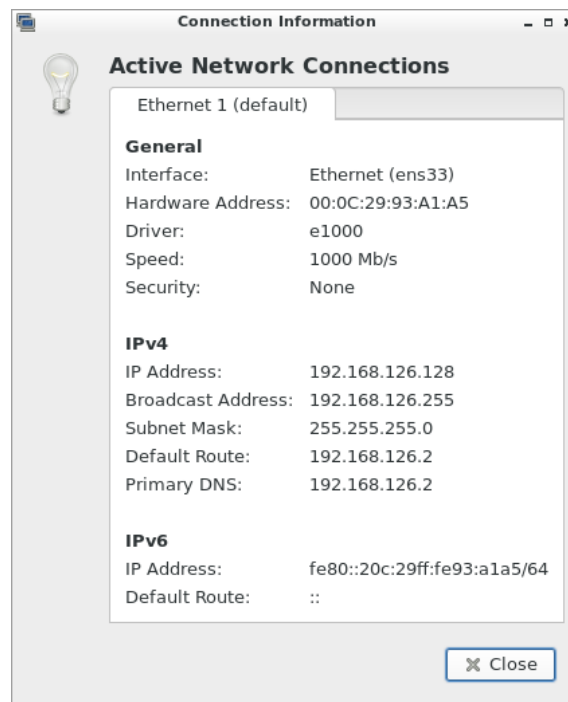 Connection Information
Active Network Connections
Ethernet 1 (default)
General
Interface: Ethernet (ens33)
Hardware Address: 00:0C:29:93:A1:A5
Driver: e1000
Speed: 1000 Mb/s
Security: None
IPv4
IP Address: 192.168.126.128
Broadcast Address: 192.168.126.255
Subnet Mask: 255.255.255.0
Default Route: 192.168.126.2
Primary DNS: 192.168.126.2
IPv6
IP Address: fe80::20c:29ff:fe93:a1a5/64
Default Route: ::
Close